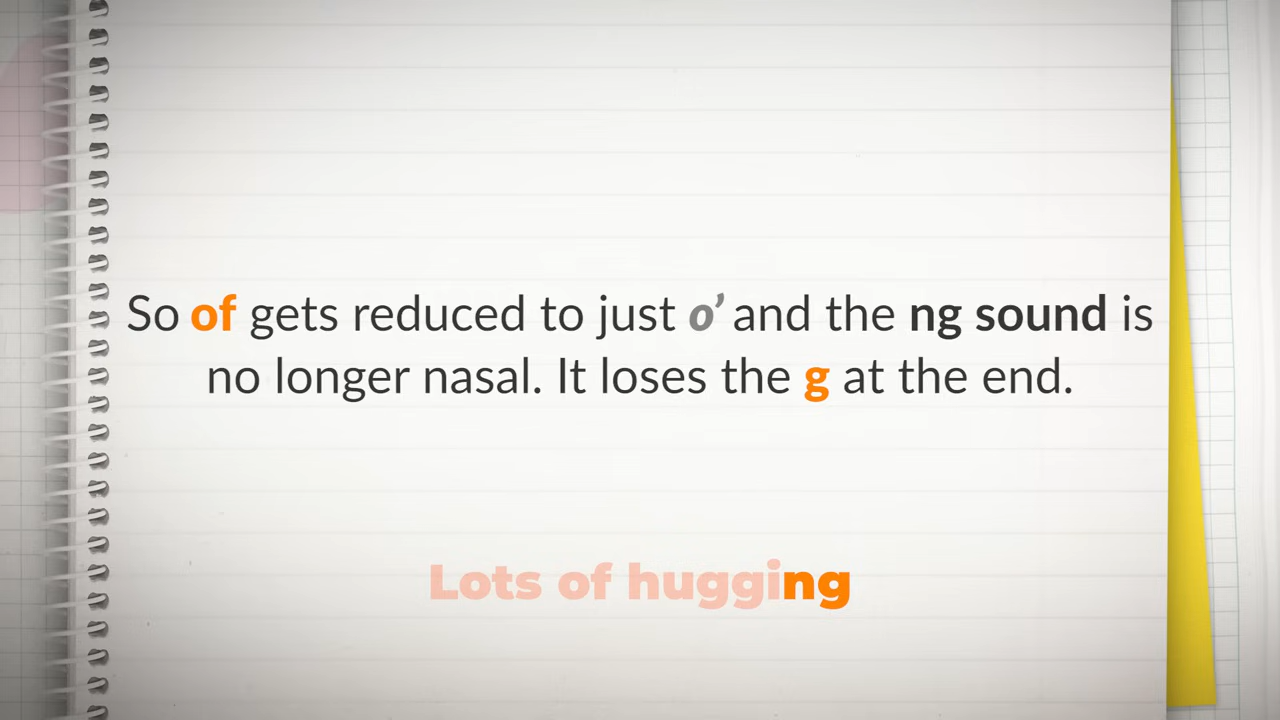 So of gets reduced to just o’ and the ng sound is
no longer nasal. It loses the g at the end.
Lots of hugging